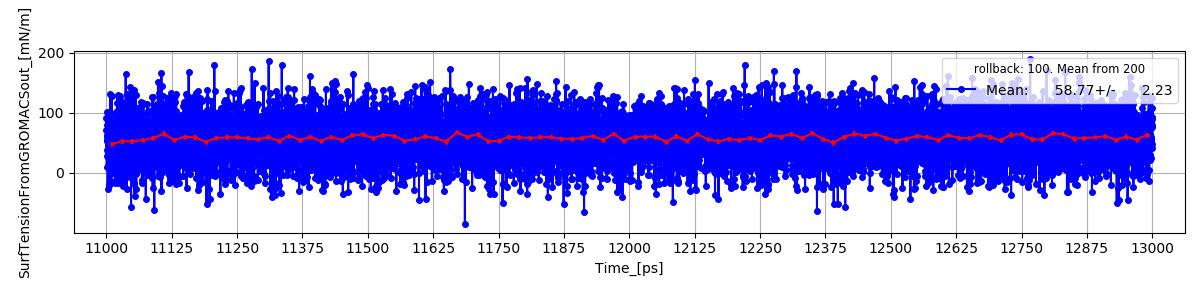 SurfTensionFromGROMACSout_[mN/m]
200
100
0
rollback: 100. Mean from 200
Mean: 58.77+/- 2.23
11000 11125 11250 11375 11500 11625 11750 11875 12000 12125 12250 12375 12500 12625 12750 12875 13000
Time_[ps]